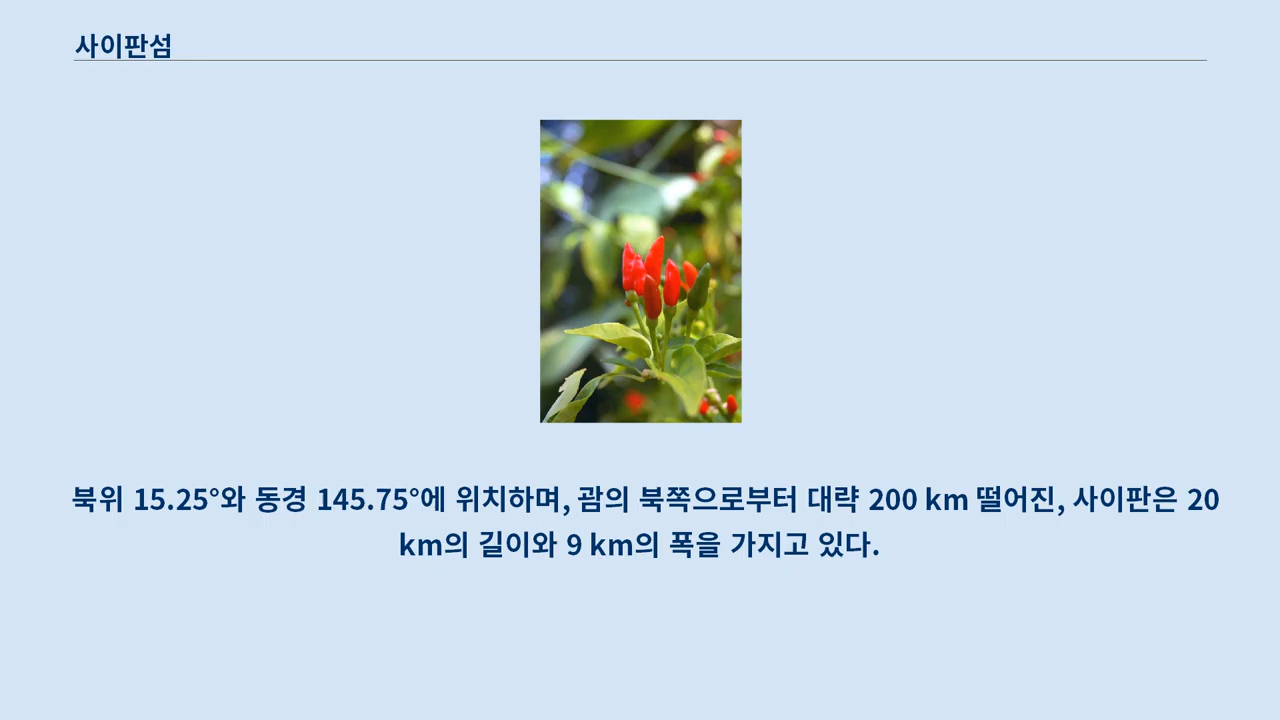 사이판섬
북위 15.25°와 동경 145.75°에 위치하며, 괌의 북쪽으로부터 대략 200 km 떨어진, 사이판은 20
km의 길이와 9 km의 폭을 가지고 있다.